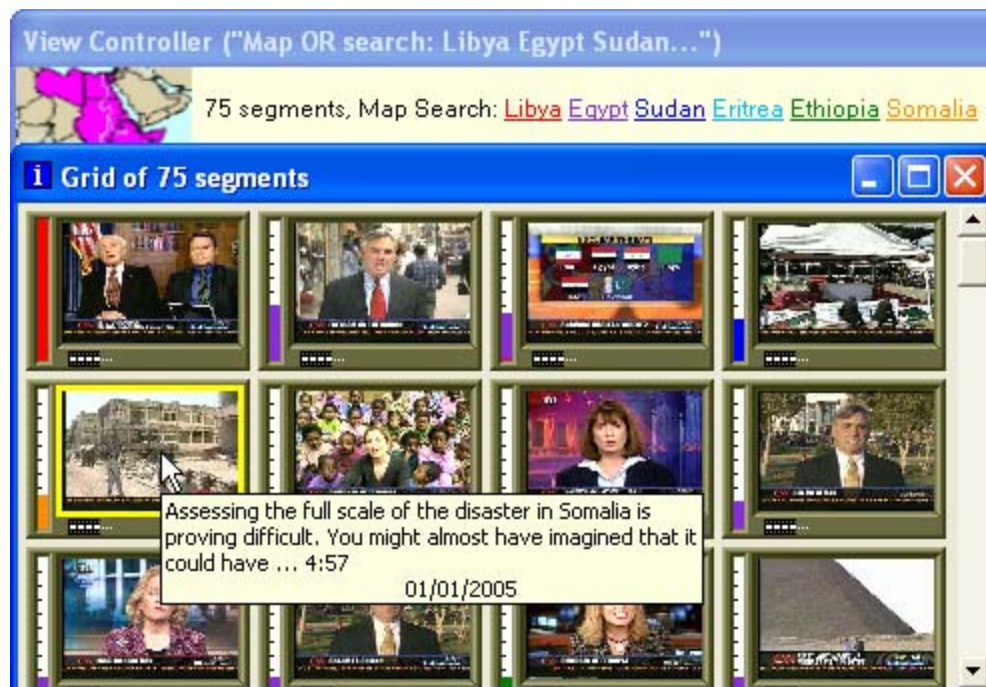 View Controller ("Map OR search: Libya Egypt Sudan...")
75 segments, Map Search: Libya Egypt Sudan Eritrea Ethiopia Somalia
i Grid of 75 segments
Assessing the full scale of the disaster in Somalia is
proving difficult. You might almost have imagined that it
could have ... 4:57
01/01/2005